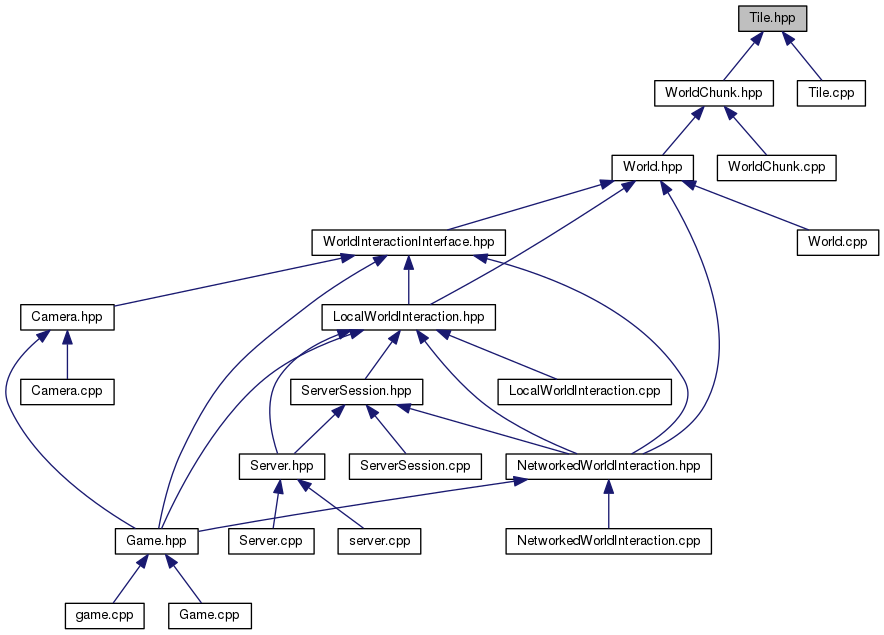 Tile.hpp
WorldChunk.hpp
Tile.cpp
World.hpp
WorldChunk.cpp
WorldInteractionInterface.hpp
World.cpp
Camera.hpp
LocalWorldInteraction.hpp
Camera.cpp
ServerSession.hpp
LocalWorldInteraction.cpp
Server.hpp
ServerSession.cpp
NetworkedWorldInteraction.hpp
Game.hpp
Server.cpp
server.cpp
NetworkedWorldInteraction.cpp
game.cpp
Game.cpp